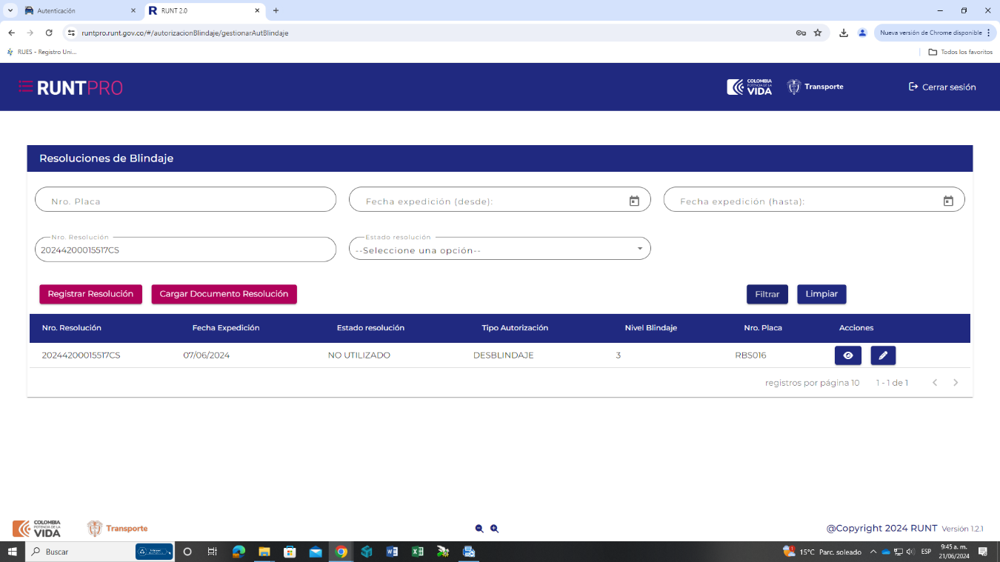 Autenticación
RUNT 2.0
runtpro.runt.gov.co/#/autorizacionBlindaje/gestionarAutBlindaje
Nueva versión de Chrome disponible
RUES - Registro Uni...
Todos los favoritos
RUNTPRO
COLOMBIA
POTENCIA DE LA
VIDA
Transporte
Cerrar sesión
Resoluciones de Blindaje
Nro. Placa
Fecha expedición (desde):
Fecha expedición (hasta):
Nro. Resolución
20244200015517CS
Estado resolución
--Seleccione una opción--
Registrar Resolución
Cargar Documento Resolución
Filtrar
Limpiar
Nro. Resolución Fecha Expedición Estado resolución Tipo Autorización Nivel Blindaje Nro. Placa Acciones
20244200015517CS 07/06/2024 NO UTILIZADO DESBLINDAJE 3 RBS016
registros por página 10 1 - 1 de 1
COLOMBIA
POTENCIA DE LA
VIDA
Transporte
@Copyright 2024 RUNT Versión 1.2.1
Buscar
15°C Parc. soleado
ESP
9:45 a. m.
21/06/2024